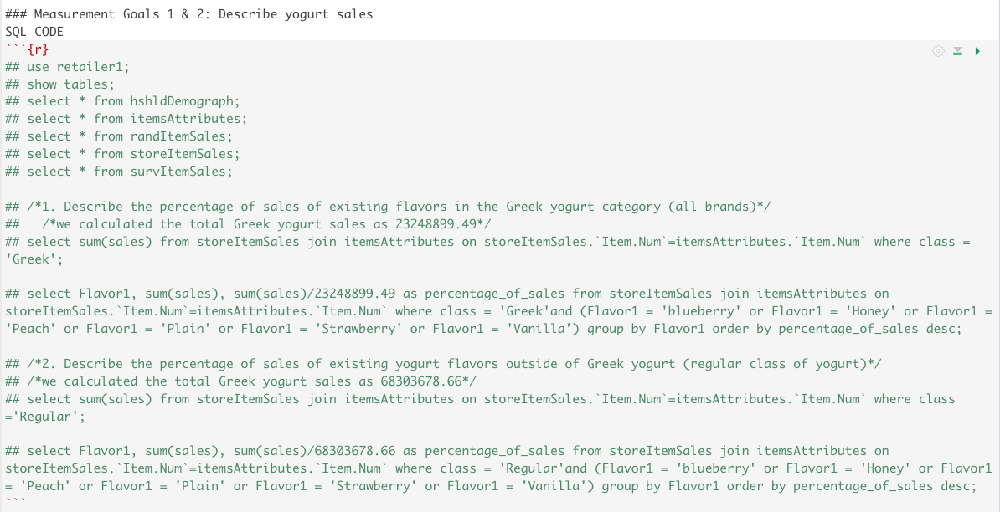 ### Measurement Goals 1 & 2: Describe yogurt sales
SQL CODE
```{r}
## use retailer1;
## show tables;
## select * from hshldDemograph;
## select * from itemsAttributes;
## select * from randItemSales;
## select * from storeItemSales;
## select * from survItemSales;

## /*1. Describe the percentage of sales of existing flavors in the Greek yogurt category (all brands)*/
##   /*we calculated the total Greek yogurt sales as 23248899.49*/
## select sum(sales) from storeItemSales join itemsAttributes on storeItemSales.`Item.Num`=itemsAttributes.`Item.Num` where class =
'Greek';

## select Flavor1, sum(sales), sum(sales)/23248899.49 as percentage_of_sales from storeItemSales join itemsAttributes on
storeItemSales.`Item.Num`=itemsAttributes.`Item.Num` where class = 'Greek'and (Flavor1 = 'blueberry' or Flavor1 = 'Honey' or Flavor1 =
'Peach' or Flavor1 = 'Plain' or Flavor1 = 'Strawberry' or Flavor1 = 'Vanilla') group by Flavor1 order by percentage_of_sales desc;

## /*2. Describe the percentage of sales of existing yogurt flavors outside of Greek yogurt (regular class of yogurt)*/
## /*we calculated the total Greek yogurt sales as 68303678.66*/
## select sum(sales) from storeItemSales join itemsAttributes on storeItemSales.`Item.Num`=itemsAttributes.`Item.Num` where class
='Regular';

## select Flavor1, sum(sales), sum(sales)/68303678.66 as percentage_of_sales from storeItemSales join itemsAttributes on
storeItemSales.`Item.Num`=itemsAttributes.`Item.Num` where class = 'Regular'and (Flavor1 = 'blueberry' or Flavor1 = 'Honey' or Flavor1
= 'Peach' or Flavor1 = 'Plain' or Flavor1 = 'Strawberry' or Flavor1 = 'Vanilla') group by Flavor1 order by percentage_of_sales desc;
```